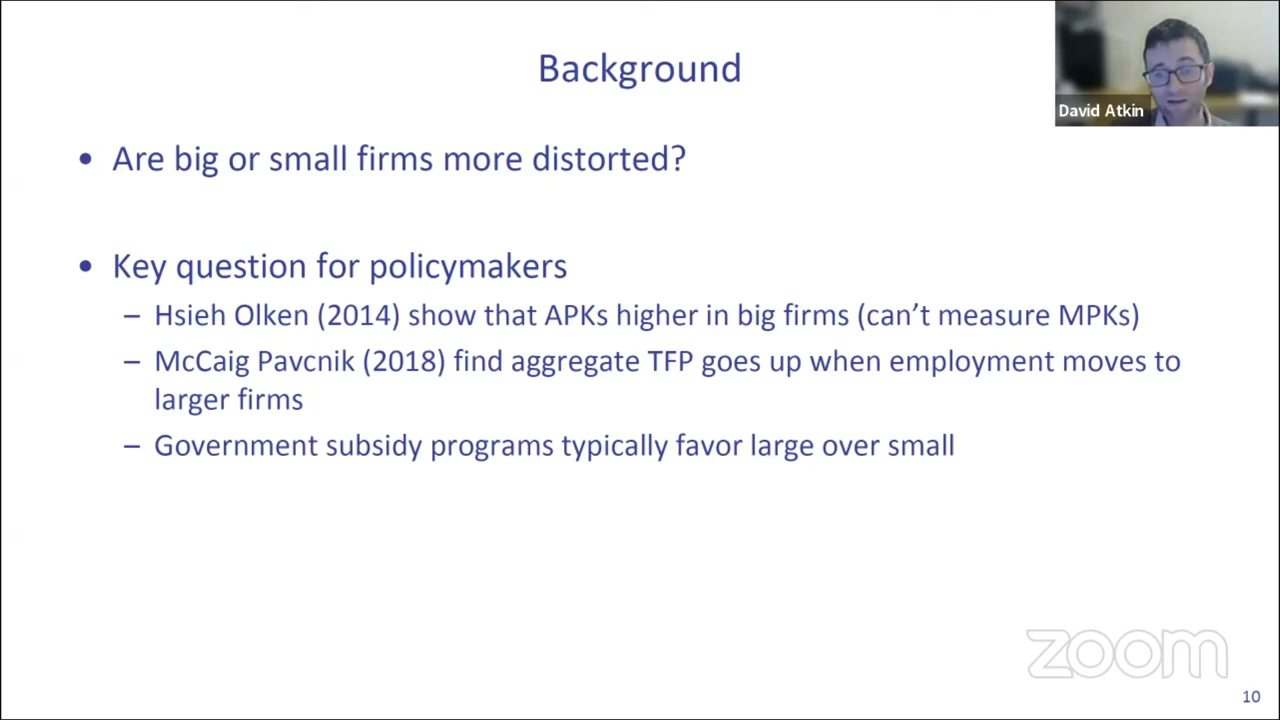 Background
David Atkin
• Are big or small firms more distorted?
• Key question for policymakers
– Hsieh Olken (2014) show that APKs higher in big firms (can’t measure MPKs)
– McCaig Pavcnik (2018) find aggregate TFP goes up when employment moves to
larger firms
– Government subsidy programs typically favor large over small
zoom
10